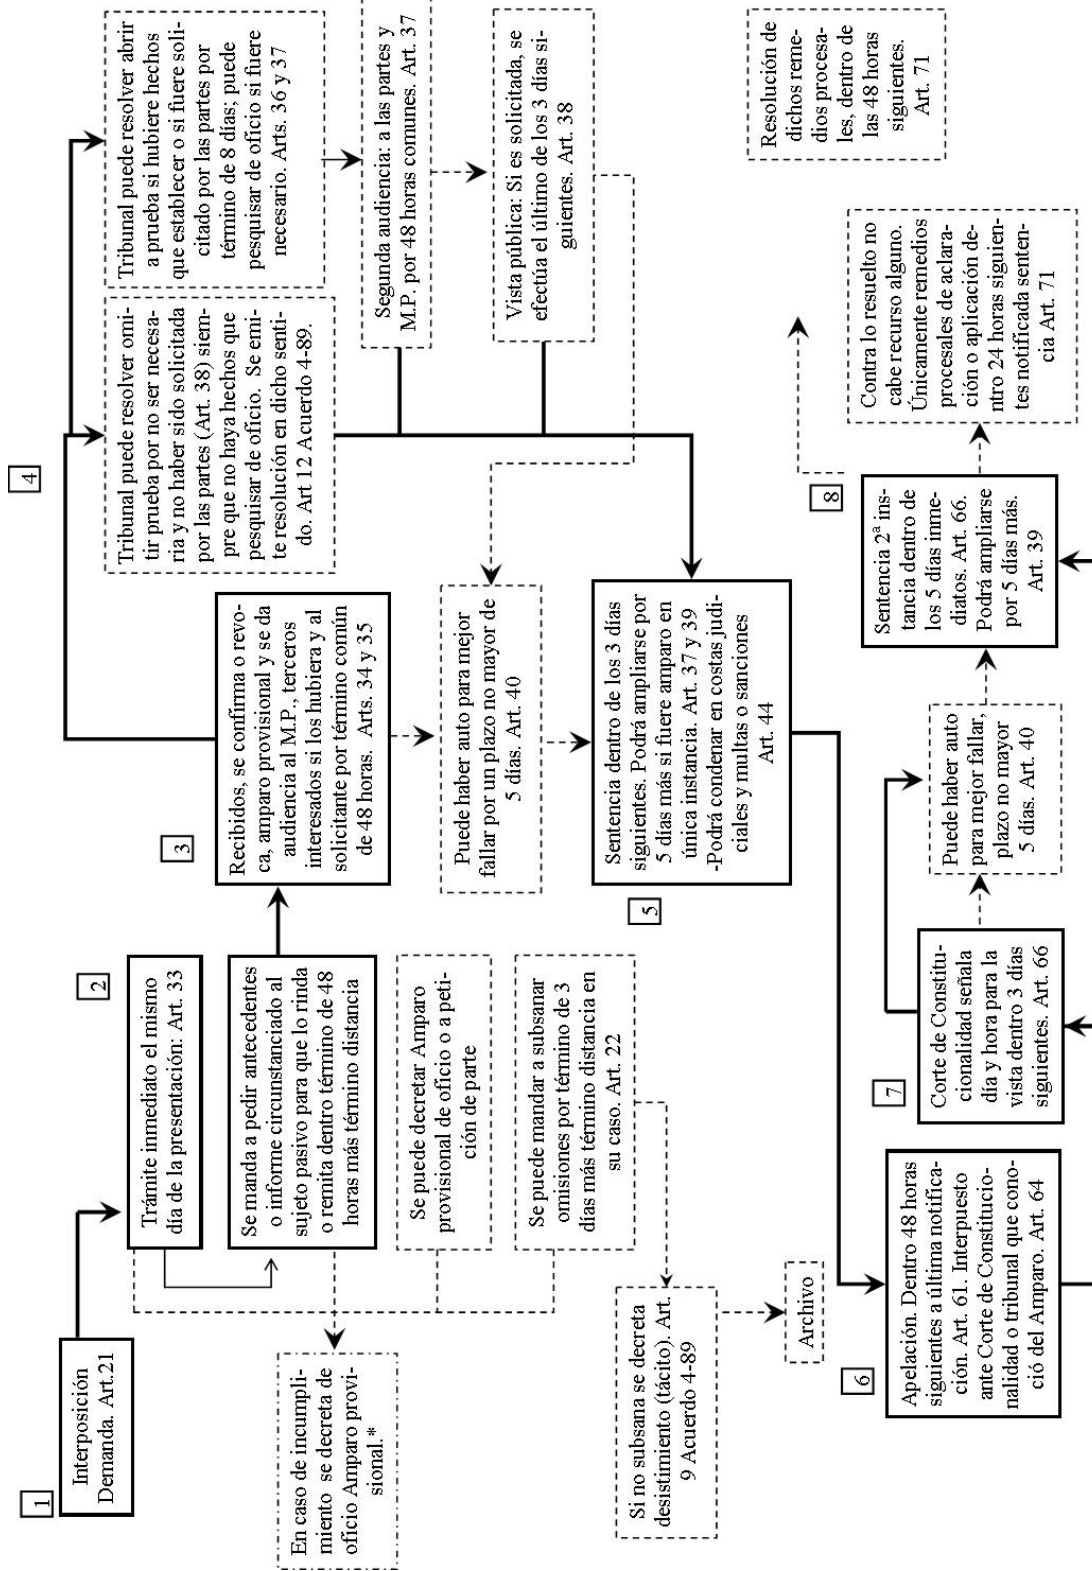 1
Interposición
Demanda. Art.21
2
Trámite inmediato el mismo
día de la presentación: Art. 33
Se manda a pedir antecedentes
o informe circunstanciado al
sujeto pasivo para que lo rinda
o remita dentro término de 48
horas más término distancia
En caso de incumpli-
miento se decreta de
oficio Amparo provi-
sional.*
Se puede decretar Amparo
provisional de oficio o a peti-
ción de parte
Se puede mandar a subsanar
omisiones por término de 3
días más término distancia en
su caso. Art. 22
Si no subsana se decreta
desistimiento (tácito). Art.
9 Acuerdo 4-89
Archivo
3
Recibidos, se confirma o revo-
ca, amparo provisional y se da
audiencia al M.P., terceros
interesados si los hubiera y al
solicitante por término común
de 48 horas. Arts. 34 y 35
4
Tribunal puede resolver omi-
tir prueba por no ser necesa-
ria y no haber sido solicitada
por las partes (Art. 38) siem-
pre que no haya hechos que
pesquisar de oficio. Se emi-
te resolución en dicho senti-
do. Art 12 Acuerdo 4-89.
Tribunal puede resolver abrir
a prueba si hubiere hechos
que establecer o si fuere soli-
citado por las partes por
término de 8 días; puede
pesquisar de oficio si fuere
necesario. Arts. 36 y 37
Segunda audiencia: a las partes y
M.P. por 48 horas comunes. Art. 37
Vista pública: Si es solicitada, se
efectúa el último de los 3 días si-
guientes. Art. 38
Puede haber auto para mejor
fallar por un plazo no mayor de
5 días. Art. 40
5
Sentencia dentro de los 3 días
siguientes. Podrá ampliarse por
5 días más si fuere amparo en
única instancia. Art. 37 y 39
-Podrá condenar en costas judi-
ciales y multas o sanciones
Art. 44
6
Apelación. Dentro 48 horas
siguientes a última notifica-
ción. Art. 61. Interpuesto
ante Corte de Constitucio-
nalidad o tribunal que cono-
ció del Amparo. Art. 64
7
Corte de Constitu-
cionalidad señala
día y hora para la
vista dentro 3 días
siguientes. Art. 66
Puede haber auto
para mejor fallar,
plazo no mayor
5 días. Art. 40
8
Sentencia 2ª ins-
tancia dentro de
los 5 días inme-
diatos. Art. 66.
Podrá ampliarse
por 5 días más.
Art. 39
Contra lo resuelto no
cabe recurso alguno.
Únicamente remedios
procesales de aclara-
ción o aplicación de-
ntro 24 horas siguien-
tes notificada senten-
cia Art. 71
Resolución de
dichos reme-
dios procesa-
les, dentro de
las 48 horas
siguientes.
Art. 71